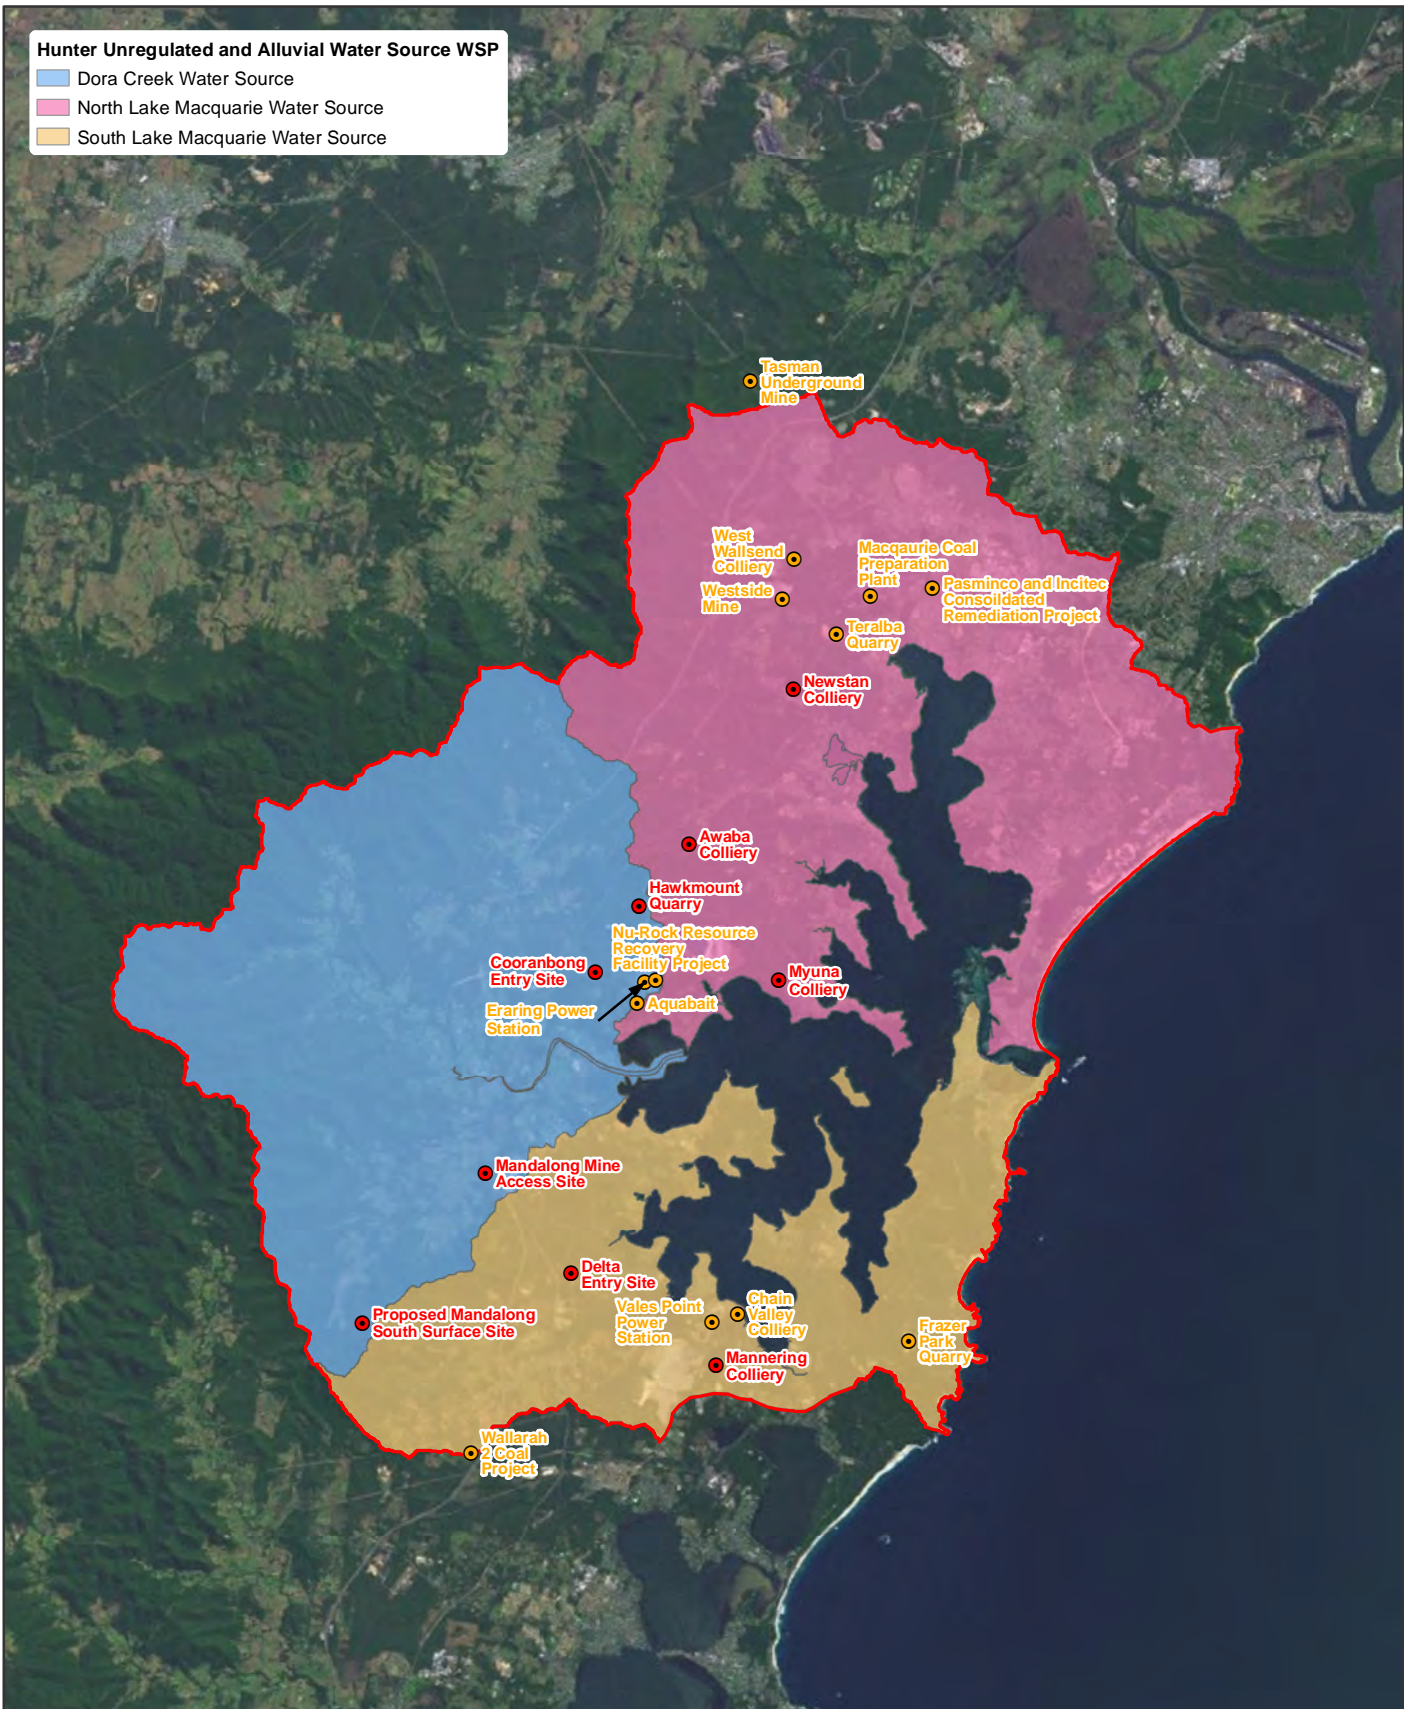 Hunter Unregulated and Alluvial Water Source WSP
Dora Creek Water Source
North Lake Macquarie Water Source
South Lake Macquarie Water Source
Tasman
Underground
Mine
West
Wallsend
Colliery
Macqaurie Coal
Preparation
Plant
Westside
Mine
Pasminco and Incitec
Consoildated
Remediation Project
Teralba
Quarry
Newstan
Colliery
Awaba
Colliery
Hawkmount
Quarry
Nu-Rock Resource
Recovery
Facility Project
Cooranbong
Entry Site
Myuna
Colliery
Eraring Power
Station
Aquabait
Mandalong Mine
Access Site
Delta
Entry Site
Proposed Mandalong
South Surface Site
Vales Point
Power
Station
Chain
Valley
Colliery
Frazer
Park
Quarry
Mannering
Colliery
Wallarah
2 Coal
Project